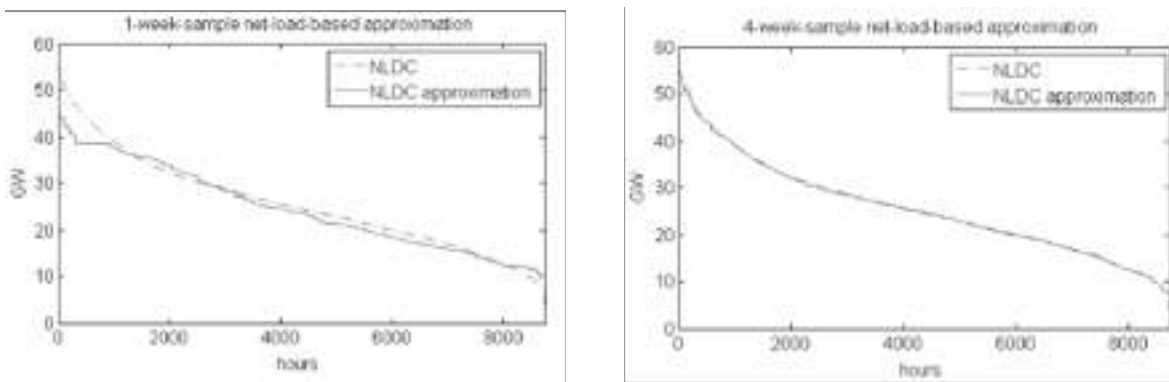 1-week-sample net-load-based approximation
60
50
40
30
20
10
0
GW
NLDC
NLDC approximation
0 2000 4000 6000 8000
hours
4-week-sample net-load-based approximation
60
50
40
30
20
10
0
GW
NLDC
NLDC approximation
0 2000 4000 6000 8000
hours